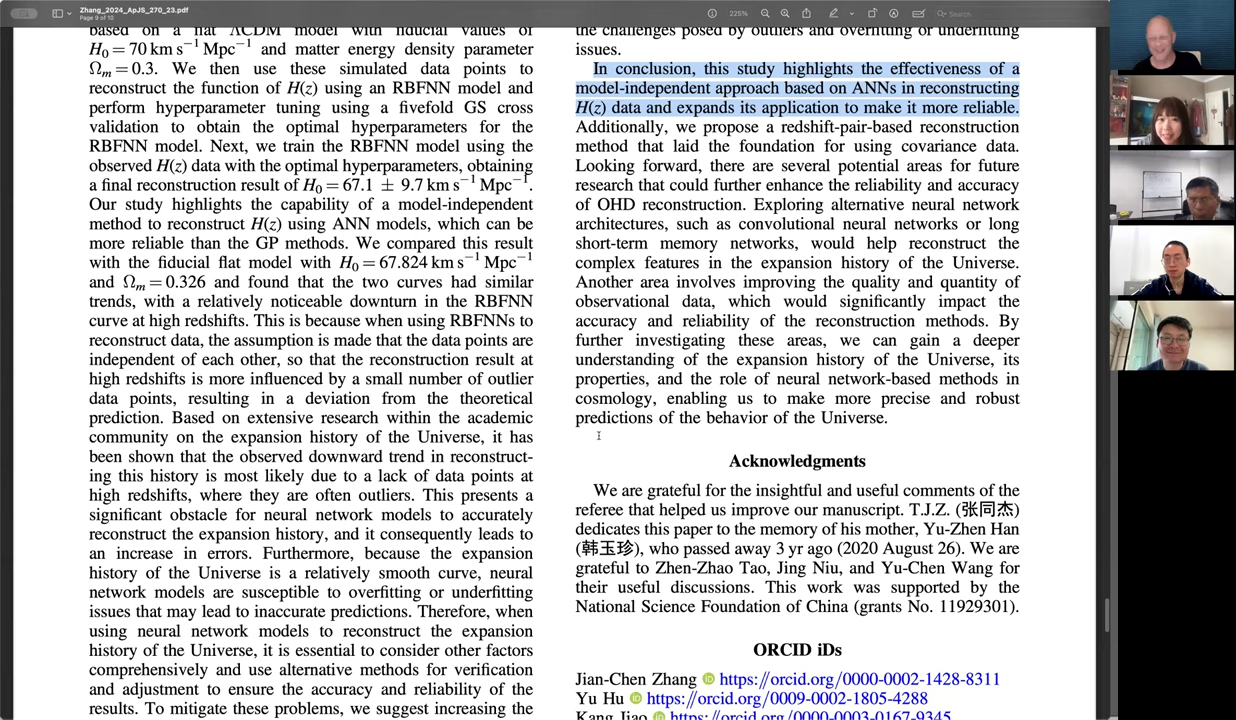 Zhang_2024_ApJS_270_23.pdf
Page 9 of 10
225%
Search
based on a flat ΛCDM model with fiducial values of
H₀ = 70 km s⁻¹ Mpc⁻¹ and matter energy density parameter
Ωₘ = 0.3. We then use these simulated data points to
reconstruct the function of H(z) using an RBFNN model and
perform hyperparameter tuning using a fivefold GS cross
validation to obtain the optimal hyperparameters for the
RBFNN model. Next, we train the RBFNN model using the
observed H(z) data with the optimal hyperparameters, obtaining
a final reconstruction result of H₀ = 67.1 ± 9.7 km s⁻¹ Mpc⁻¹.
Our study highlights the capability of a model-independent
method to reconstruct H(z) using ANN models, which can be
more reliable than the GP methods. We compared this result
with the fiducial flat model with H₀ = 67.824 km s⁻¹ Mpc⁻¹
and Ωₘ = 0.326 and found that the two curves had similar
trends, with a relatively noticeable downturn in the RBFNN
curve at high redshifts. This is because when using RBFNNs to
reconstruct data, the assumption is made that the data points are
independent of each other, so that the reconstruction result at
high redshifts is more influenced by a small number of outlier
data points, resulting in a deviation from the theoretical
prediction. Based on extensive research within the academic
community on the expansion history of the Universe, it has
been shown that the observed downward trend in reconstruct-
ing this history is most likely due to a lack of data points at
high redshifts, where they are often outliers. This presents a
significant obstacle for neural network models to accurately
reconstruct the expansion history, and it consequently leads to
an increase in errors. Furthermore, because the expansion
history of the Universe is a relatively smooth curve, neural
network models are susceptible to overfitting or underfitting
issues that may lead to inaccurate predictions. Therefore, when
using neural network models to reconstruct the expansion
history of the Universe, it is essential to consider other factors
comprehensively and use alternative methods for verification
and adjustment to ensure the accuracy and reliability of the
results. To mitigate these problems, we suggest increasing the
the challenges posed by outliers and overfitting or underfitting
issues.
In conclusion, this study highlights the effectiveness of a
model-independent approach based on ANNs in reconstructing
H(z) data and expands its application to make it more reliable.
Additionally, we propose a redshift-pair-based reconstruction
method that laid the foundation for using covariance data.
Looking forward, there are several potential areas for future
research that could further enhance the reliability and accuracy
of OHD reconstruction. Exploring alternative neural network
architectures, such as convolutional neural networks or long
short-term memory networks, would help reconstruct the
complex features in the expansion history of the Universe.
Another area involves improving the quality and quantity of
observational data, which would significantly impact the
accuracy and reliability of the reconstruction methods. By
further investigating these areas, we can gain a deeper
understanding of the expansion history of the Universe, its
properties, and the role of neural network-based methods in
cosmology, enabling us to make more precise and robust
predictions of the behavior of the Universe.
Acknowledgments
We are grateful for the insightful and useful comments of the
referee that helped us improve our manuscript. T.J.Z. (张同杰)
dedicates this paper to the memory of his mother, Yu-Zhen Han
(韩玉珍), who passed away 3 yr ago (2020 August 26). We are
grateful to Zhen-Zhao Tao, Jing Niu, and Yu-Chen Wang for
their useful discussions. This work was supported by the
National Science Foundation of China (grants No. 11929301).
ORCID iDs
Jian-Chen Zhang https://orcid.org/0000-0002-1428-8311
Yu Hu https://orcid.org/0009-0002-1805-4288
Kang Jiao https://orcid.org/0000-0003-0167-9345